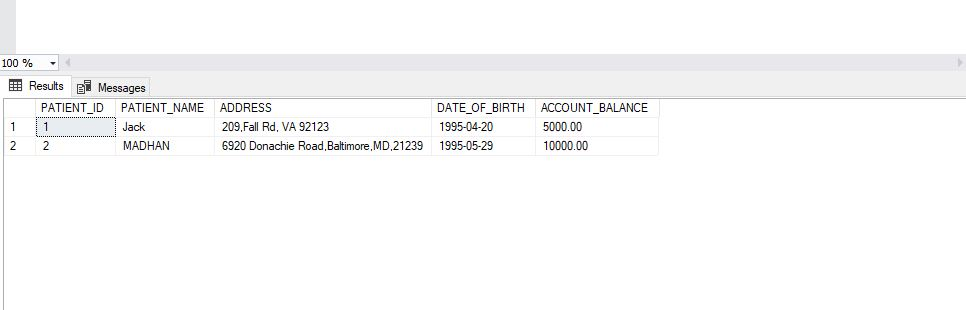 100 %
Results Messages
PATIENT_ID PATIENT_NAME ADDRESS DATE_OF_BIRTH ACCOUNT_BALANCE
1 1 Jack 209,Fall Rd, VA 92123 1995-04-20 5000.00
2 2 MADHAN 6920 Donachie Road,Baltimore,MD,21239 1995-05-29 10000.00